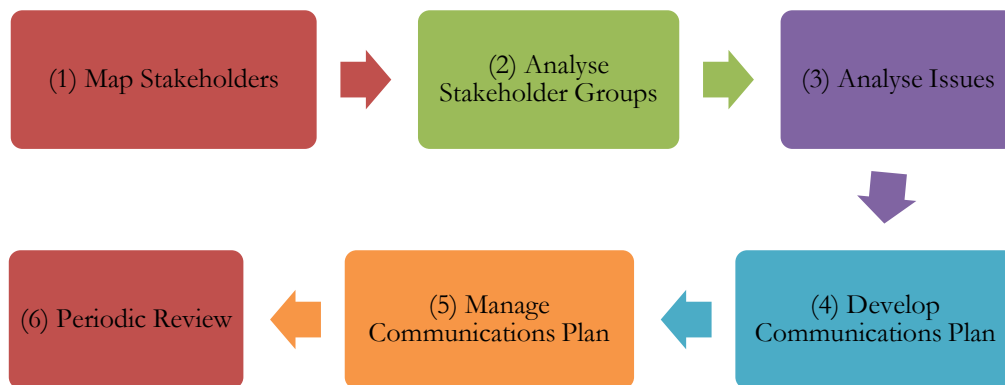 (1) Map Stakeholders
(2) Analyse
Stakeholder Groups
(3) Analyse Issues
(4) Develop
Communications Plan
(5) Manage
Communications Plan
(6) Periodic Review